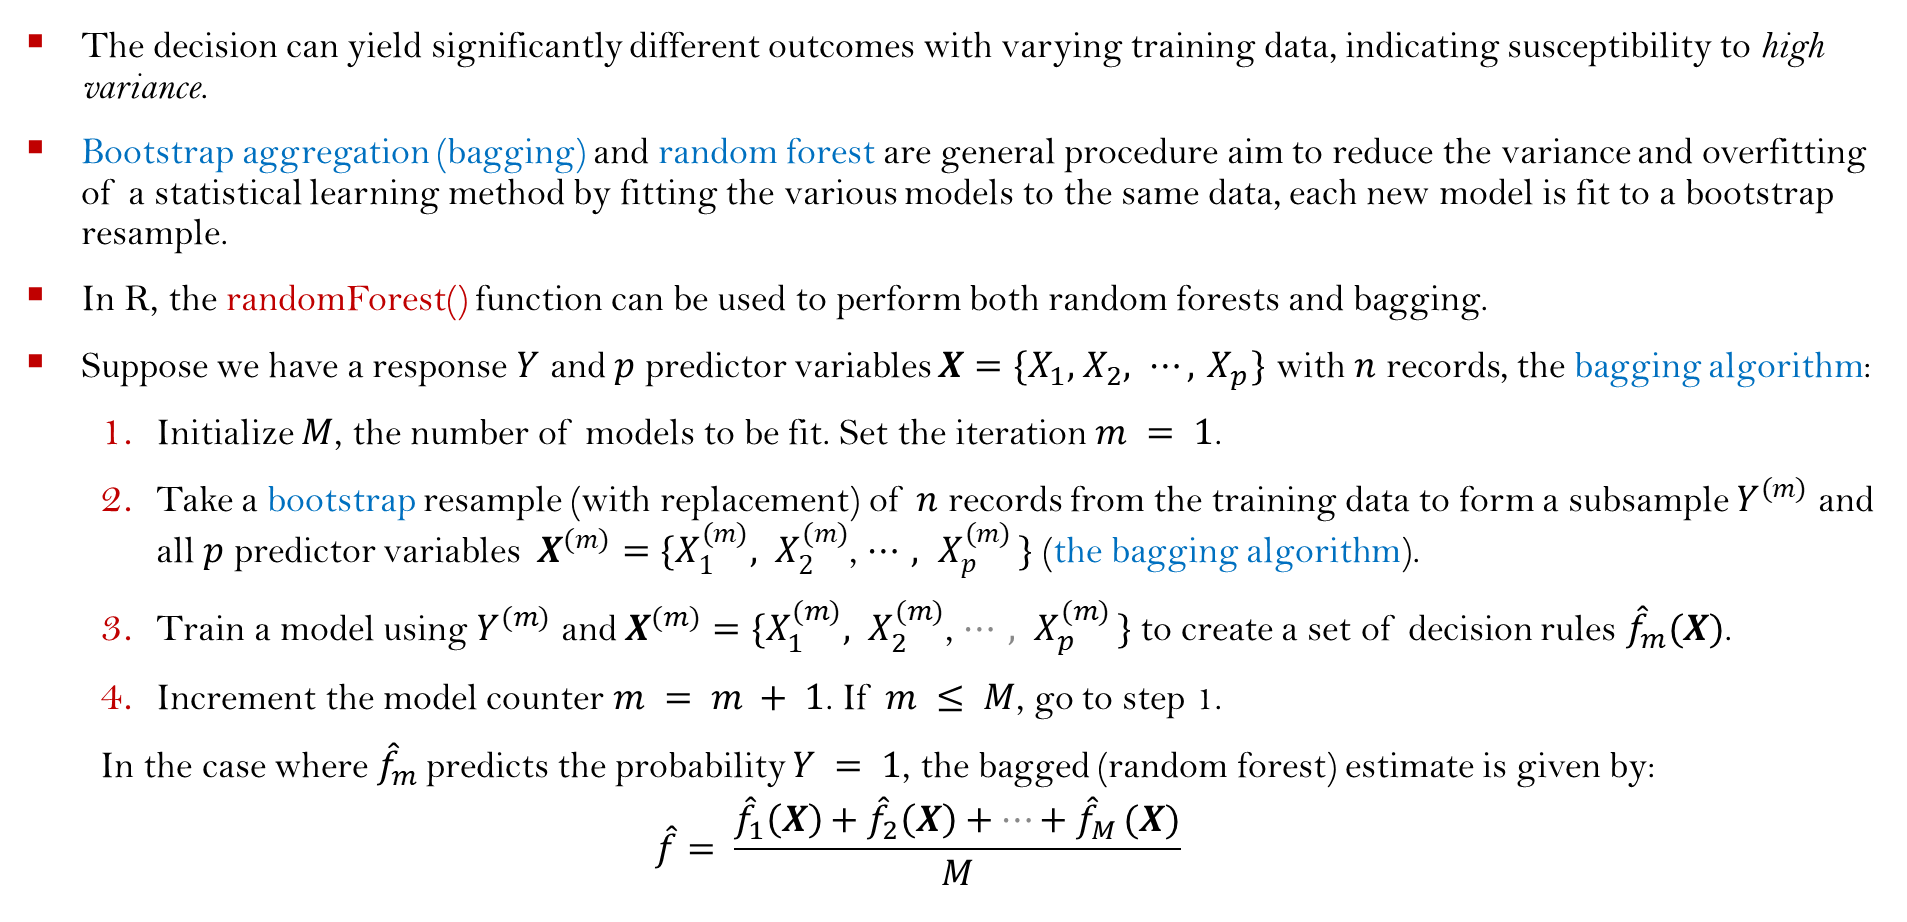 ▪ The decision can yield significantly different outcomes with varying training data, indicating susceptibility to high
variance.
▪ Bootstrap aggregation (bagging) and random forest are general procedure aim to reduce the variance and overfitting
of a statistical learning method by fitting the various models to the same data, each new model is fit to a bootstrap
resample.
▪ In R, the randomForest() function can be used to perform both random forests and bagging.
▪ Suppose we have a response Y and p predictor variables X = {X₁, X₂, ⋯, Xₚ} with n records, the bagging algorithm:
1. Initialize M, the number of models to be fit. Set the iteration m = 1.
2. Take a bootstrap resample (with replacement) of n records from the training data to form a subsample Y⁽ᵐ⁾ and
all p predictor variables X⁽ᵐ⁾ = {X₁⁽ᵐ⁾, X₂⁽ᵐ⁾, ⋯ , Xₚ⁽ᵐ⁾} (the bagging algorithm).
3. Train a model using Y⁽ᵐ⁾ and X⁽ᵐ⁾ = {X₁⁽ᵐ⁾, X₂⁽ᵐ⁾, ⋯ , Xₚ⁽ᵐ⁾} to create a set of decision rules f̂ₘ(X).
4. Increment the model counter m = m + 1. If m ≤ M, go to step 1.
In the case where f̂ₘ predicts the probability Y = 1, the bagged (random forest) estimate is given by:
f̂₁(X) + f̂₂(X) + ⋯ + f̂_M (X)
f̂ =
M